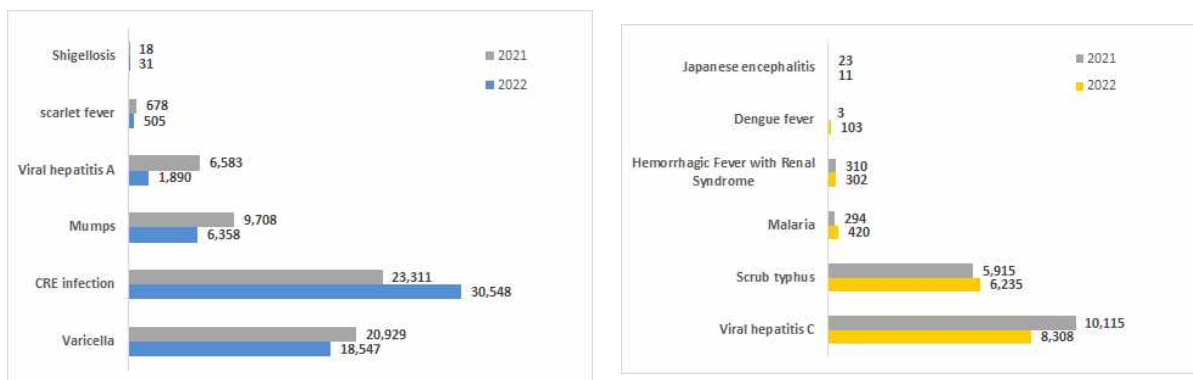 Shigellosis
18
31
2021
2022
scarlet fever
678
505
Viral hepatitis A
6,583
1,890
Mumps
9,708
6,358
CRE infection
23,311
30,548
Varicella
20,929
18,547
Japanese encephalitis
23
11
2021
2022
Dengue fever
3
103
Hemorrhagic Fever with Renal
Syndrome
310
302
Malaria
294
420
Scrub typhus
5,915
6,235
Viral hepatitis C
10,115
8,308